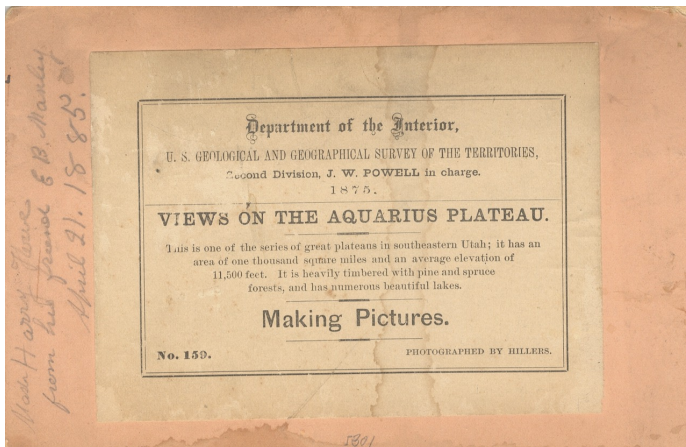 Department of the Interior,
U. S. GEOLOGICAL AND GEOGRAPHICAL SURVEY OF THE TERRITORIES,
Second Division, J. W. POWELL in charge.
1875.
VIEWS ON THE AQUARIUS PLATEAU.
This is one of the series of great plateaus in southeastern Utah; it has an
area of one thousand square miles and an average elevation of
11,500 feet. It is heavily timbered with pine and spruce
forests, and has numerous beautiful lakes.
Making Pictures.
No. 159.
PHOTOGRAPHED BY HILLERS.
Harry
from his friend E B. Manley
April 21. 1885.
5801